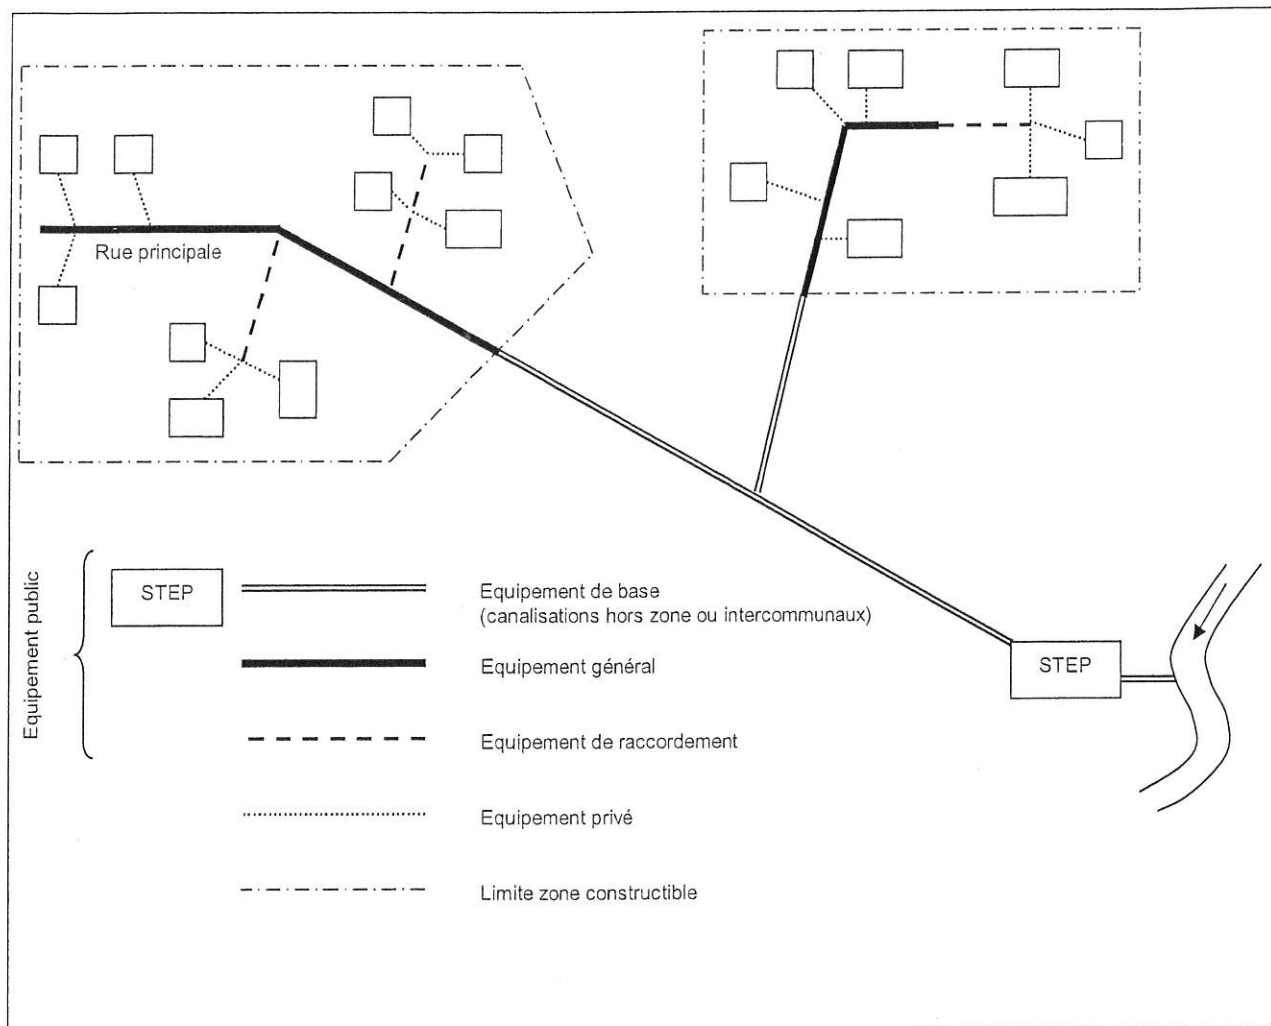 Rue principale
Equipement public
STEP
Equipement de base
(canalisations hors zone ou intercommunaux)
STEP
Equipement général
Equipement de raccordement
Equipement privé
Limite zone constructible